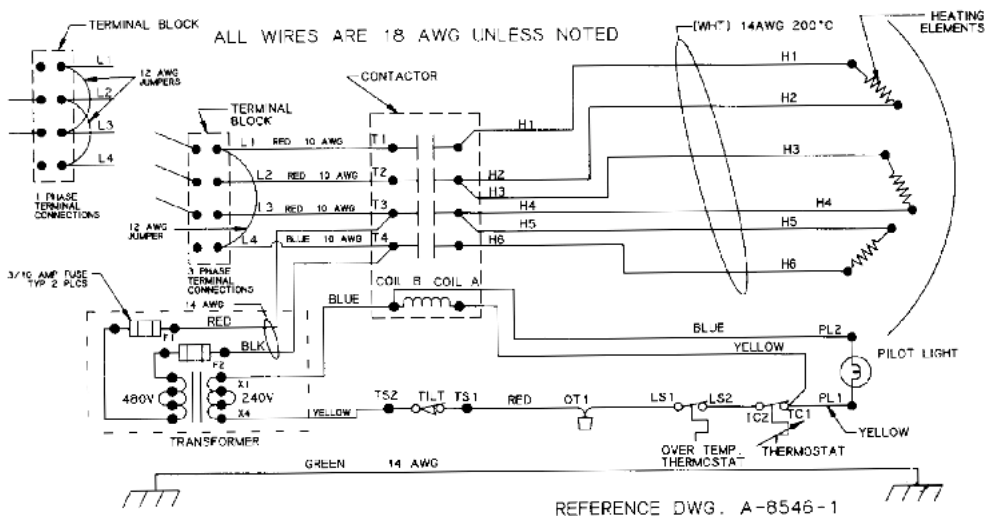 TERMINAL BLOCK
ALL WIRES ARE 18 AWG UNLESS NOTED
(WHT) 14AWG 200°C
HEATING
ELEMENTS
L1
12 AWG
JUMPERS
L2
L3
L4
1 PHASE
TERMINAL
CONNECTIONS
TERMINAL
BLOCK
CONTACTOR
L1 RED 10 AWG T1
L2 RED 10 AWG T2
L3 RED 10 AWG T3
L4 BLUE 10 AWG T4
12 AWG
JUMPER
3 PHASE
TERMINAL
CONNECTIONS
H1
H2
H3
H4
H5
H6
H1
H2
H3
H4
H5
H6
3/10 AMP FUSE
TYP 2 PLCS
14 AWG
COIL B COIL A
BLUE
RED
F1
BLK
F2
BLUE
YELLOW
PL2
PILOT LIGHT
480V
X1
240V
X4
TRANSFORMER
YELLOW
TS2
TILT
TS1
RED
OT1
LS1
LS2
TC2
TC1
PL1
YELLOW
OVER TEMP.
THERMOSTAT
THERMOSTAT
GREEN 14 AWG
REFERENCE DWG. A-8546-1